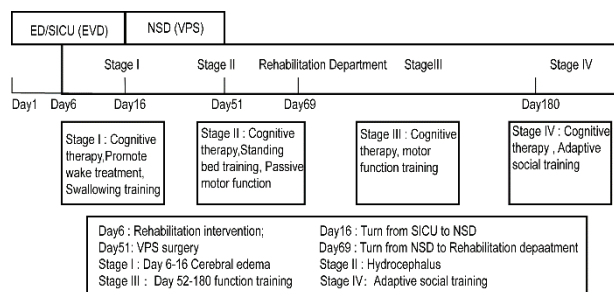 ED/SICU (EVD)
NSD (VPS)
Stage I
Stage II
Rehabilitation Department
StageIII
Stage IV
Day1
Day6
Day16
Day51
Day69
Day180
Stage I : Cognitive
therapy,Promote
wake treatment,
Swallowing training
Stage II : Cognitive
therapy,Standing
bed training, Passive
motor function
Stage III : Cognitive
therapy, motor
function training
Stage IV : Cognitive
therapy , Adaptive
social training
Day6 : Rehabilitation intervention;
Day16 : Turn from SICU to NSD
Day51: VPS surgery
Day69 : Turn from NSD to Rehabilitation depaatment
Stage I : Day 6-16 Cerebral edema
Stage II : Hydrocephalus
Stage III : Day 52-180 function training
Stage IV: Adaptive social training